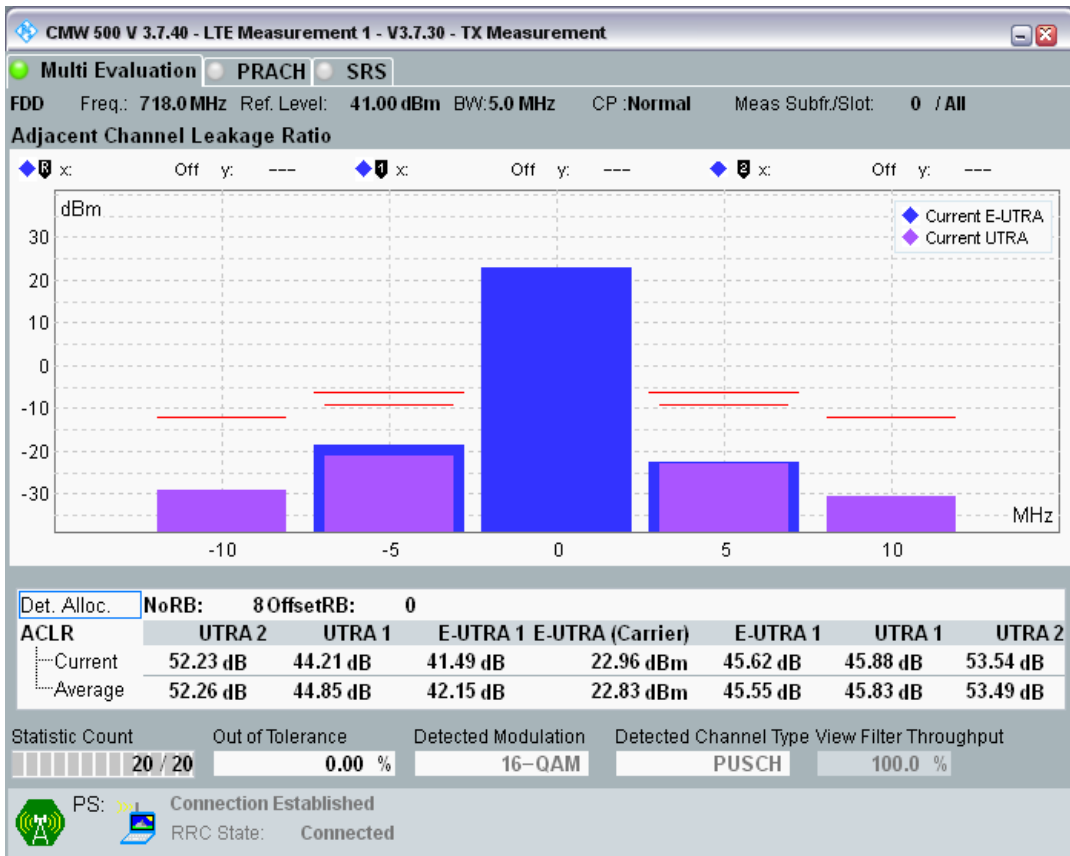 CMW 500 V 3.7.40 - LTE Measurement 1 - V3.7.30 - TX Measurement
Multi Evaluation PRACH SRS
FDD Freq.: 718.0 MHz Ref. Level: 41.00 dBm BW:5.0 MHz CP :Normal Meas Subfr./Slot: 0 / All
Adjacent Channel Leakage Ratio
R x: Off y: --- 1 x: Off y: --- 2 x: Off y: ---
dBm
Current E-UTRA
Current UTRA
30
20
10
0
-10
-20
-30
MHz
-10 -5 0 5 10
Det. Alloc. NoRB: 8 OffsetRB: 0
ACLR UTRA 2 UTRA 1 E-UTRA 1 E-UTRA (Carrier) E-UTRA 1 UTRA 1 UTRA 2
Current 52.23 dB 44.21 dB 41.49 dB 22.96 dBm 45.62 dB 45.88 dB 53.54 dB
Average 52.26 dB 44.85 dB 42.15 dB 22.83 dBm 45.55 dB 45.83 dB 53.49 dB
Statistic Count Out of Tolerance Detected Modulation Detected Channel Type View Filter Throughput
20 / 20 0.00 % 16-QAM PUSCH 100.0 %
PS: Connection Established
RRC State: Connected